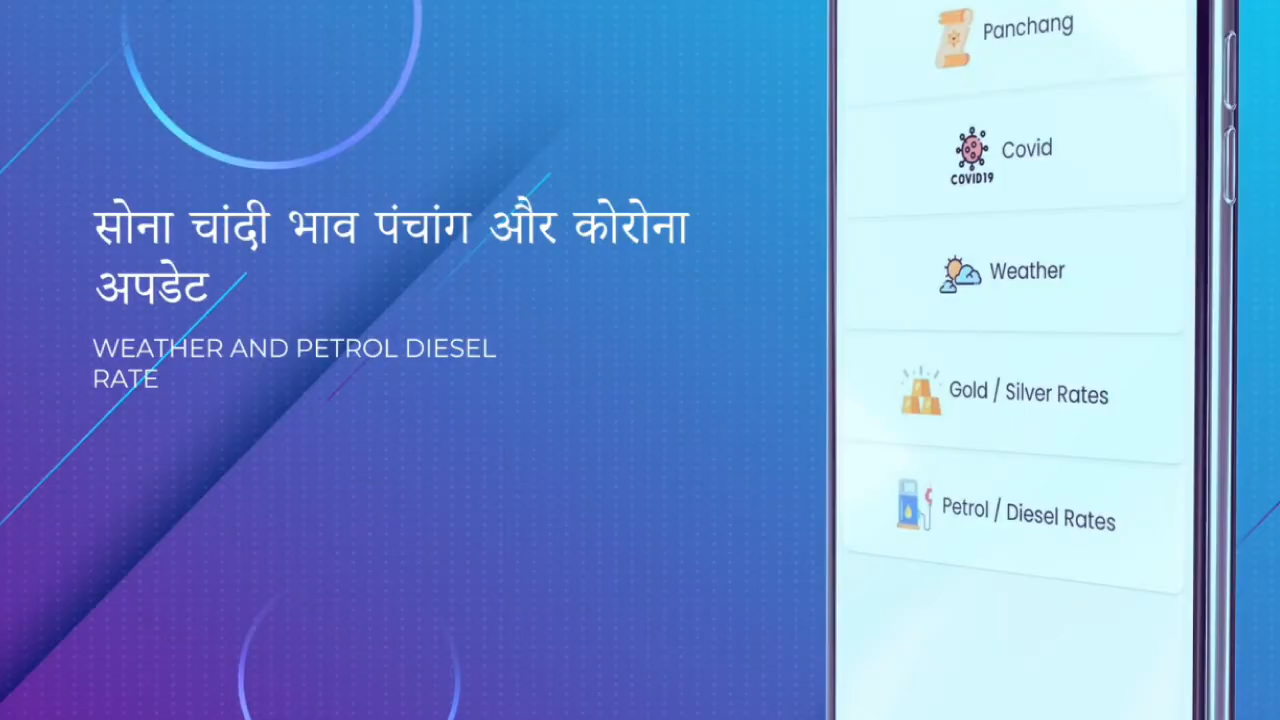 सोना चांदी भाव पंचांग और कोरोना
अपडेट
WEATHER AND PETROL DIESEL
RATE
Panchang
Covid
COVID19
Weather
Gold / Silver Rates
Petrol / Diesel Rates